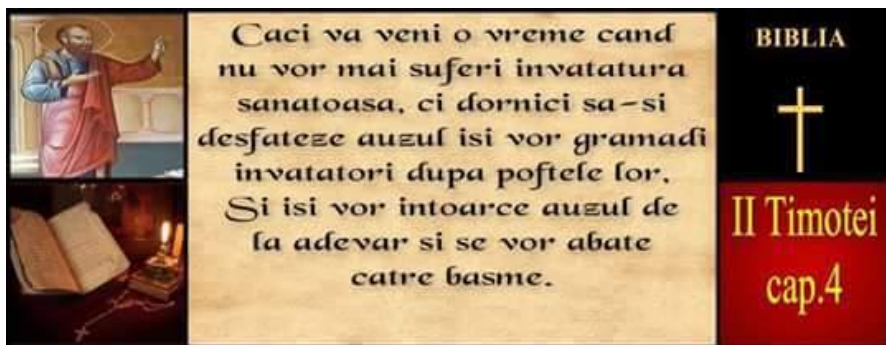 Caci va veni o vreme cand
nu vor mai suferi invatatura
sanatoasa, ci dornici sa-si
desfateze auzul isi vor gramadi
invatatori dupa poftele lor.
Si isi vor intoarce auzul de
la adevar si se vor abate
catre basme.
BIBLIA
II Timotei
cap.4